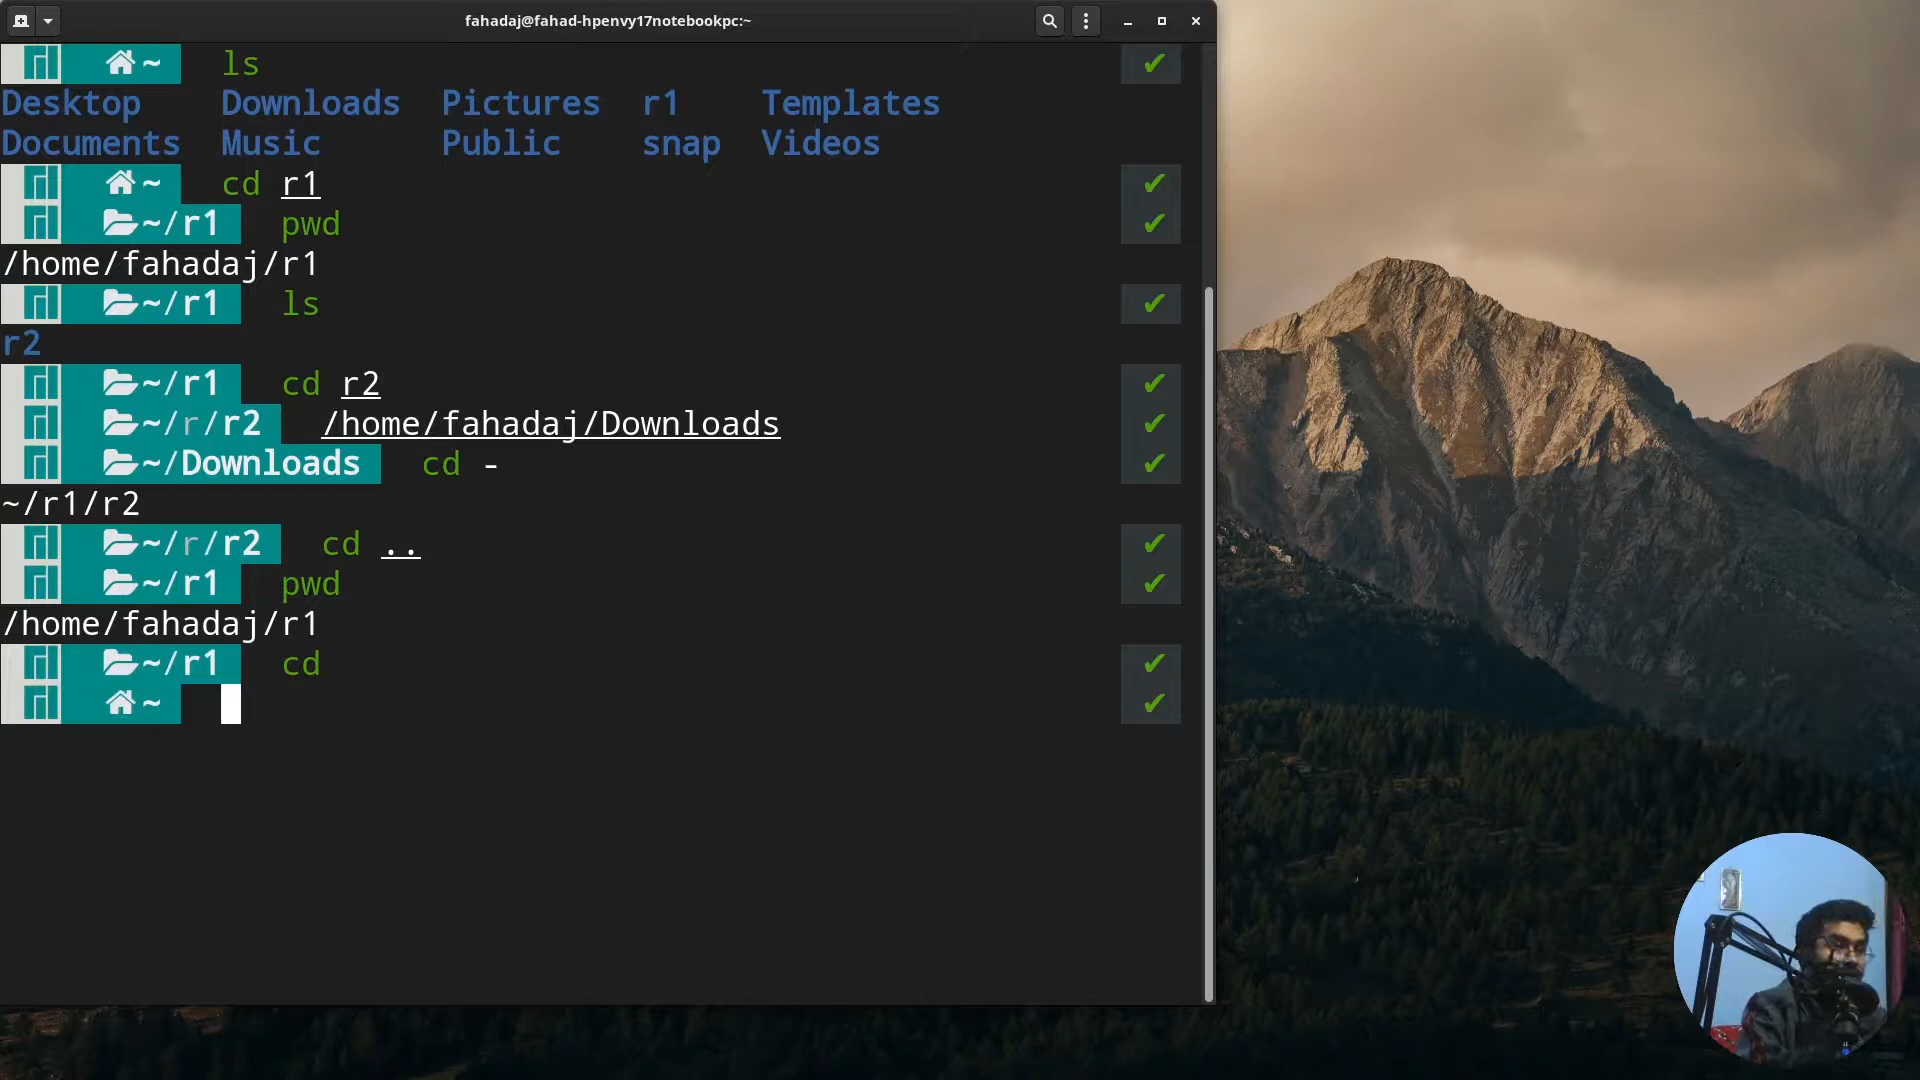 fahadaj@fahad-hpenvy17notebookpc:~
~ ls ✔
Desktop Downloads Pictures r1 Templates
Documents Music Public snap Videos
~ cd r1 ✔
~/r1 pwd ✔
/home/fahadaj/r1
~/r1 ls ✔
r2
~/r1 cd r2 ✔
~/r/r2 /home/fahadaj/Downloads ✔
~/Downloads cd - ✔
~/r1/r2
~/r/r2 cd .. ✔
~/r1 pwd ✔
/home/fahadaj/r1
~/r1 cd ✔
~ ✔